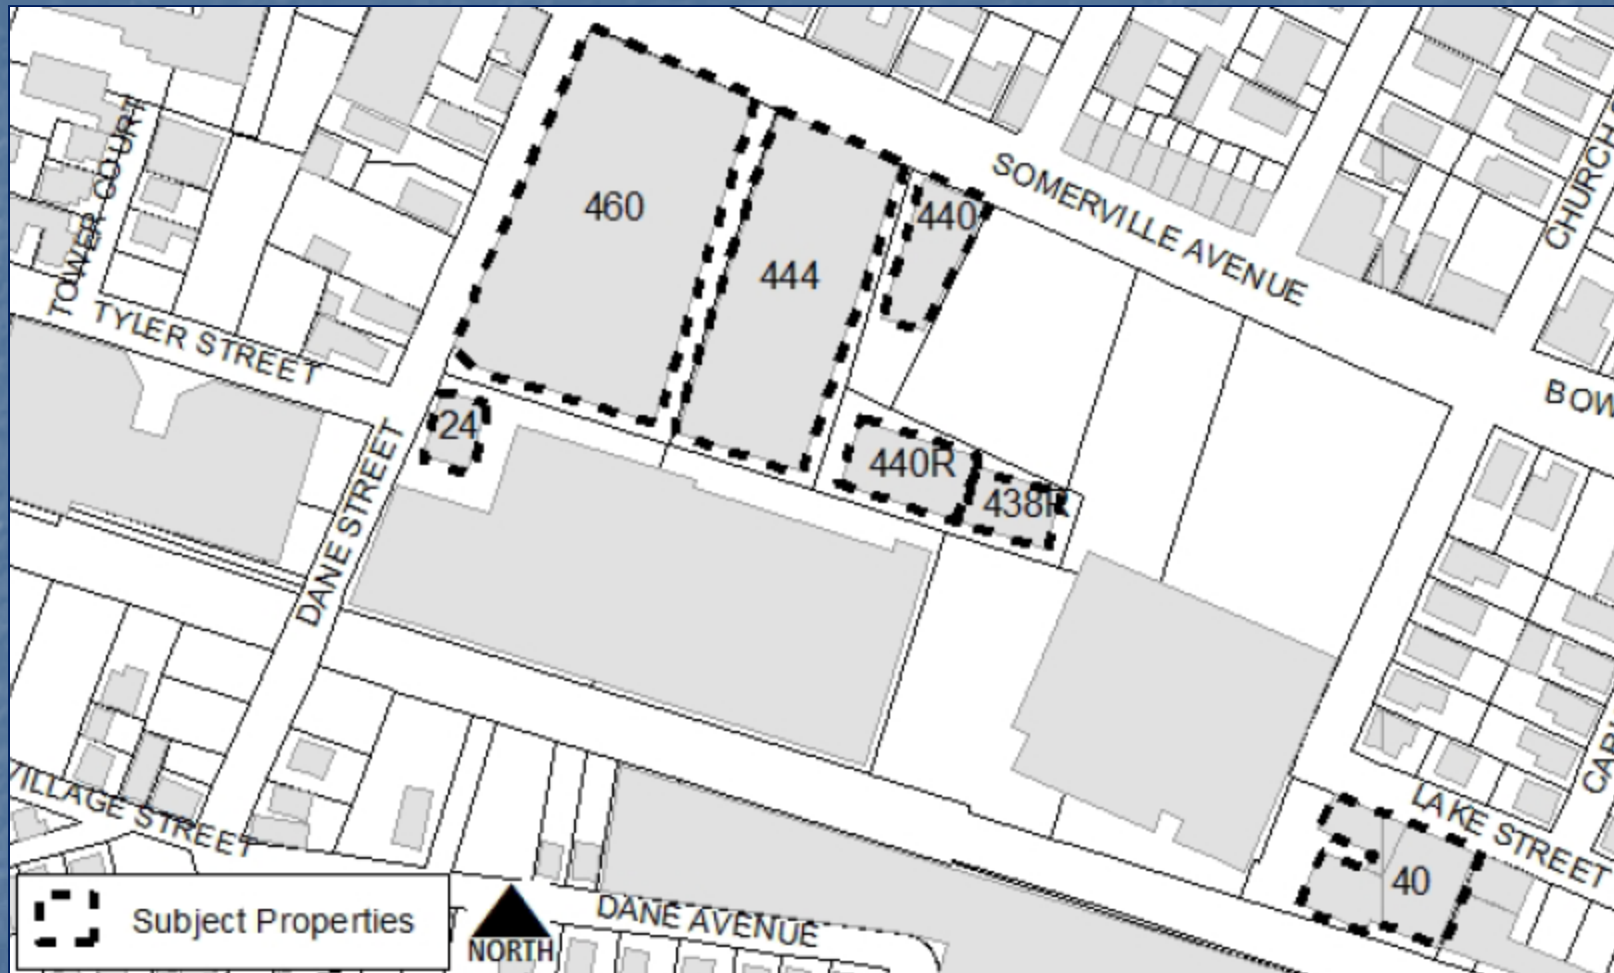 TOWER COURT
TYLER STREET
460
444
440
SOMERVILLE AVENUE
CHURCH
BOW
24
440R
438R
DANE STREET
VILLAGE STREET
LAKE STREET
40
DANE AVENUE
Subject Properties
NORTH